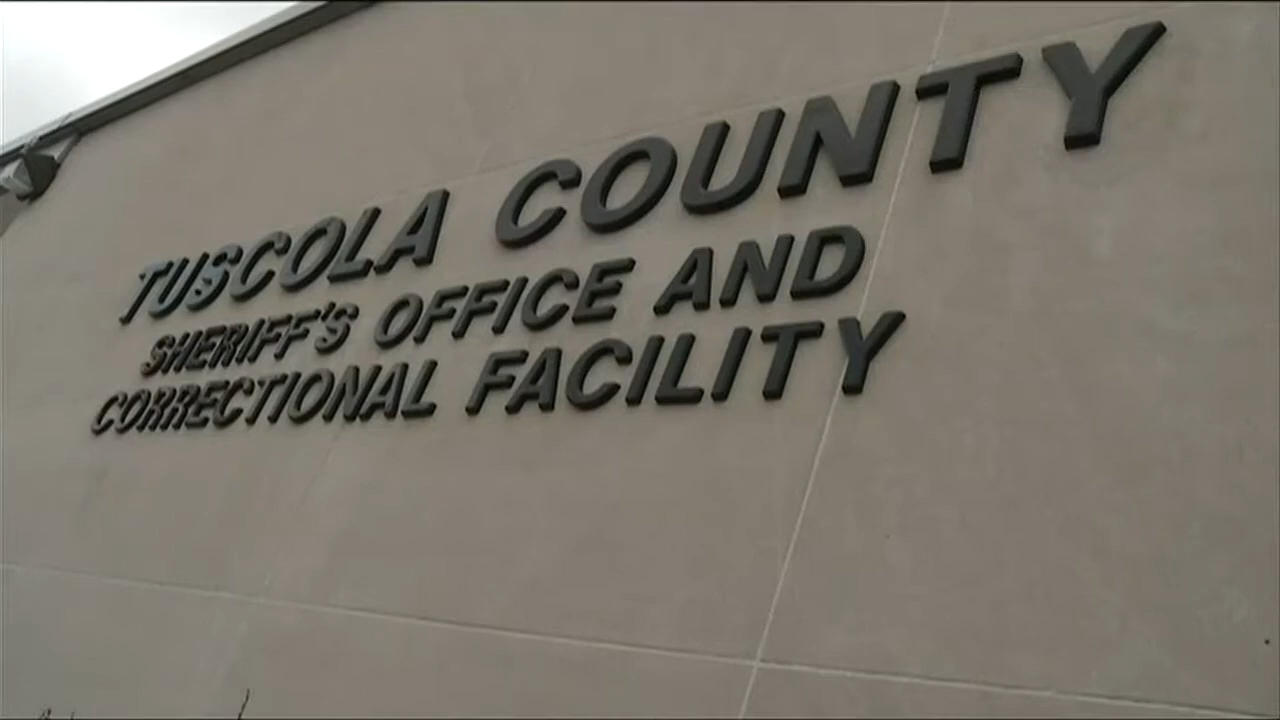 TUSCOLA COUNTY
SHERIFF'S OFFICE AND
CORRECTIONAL FACILITY